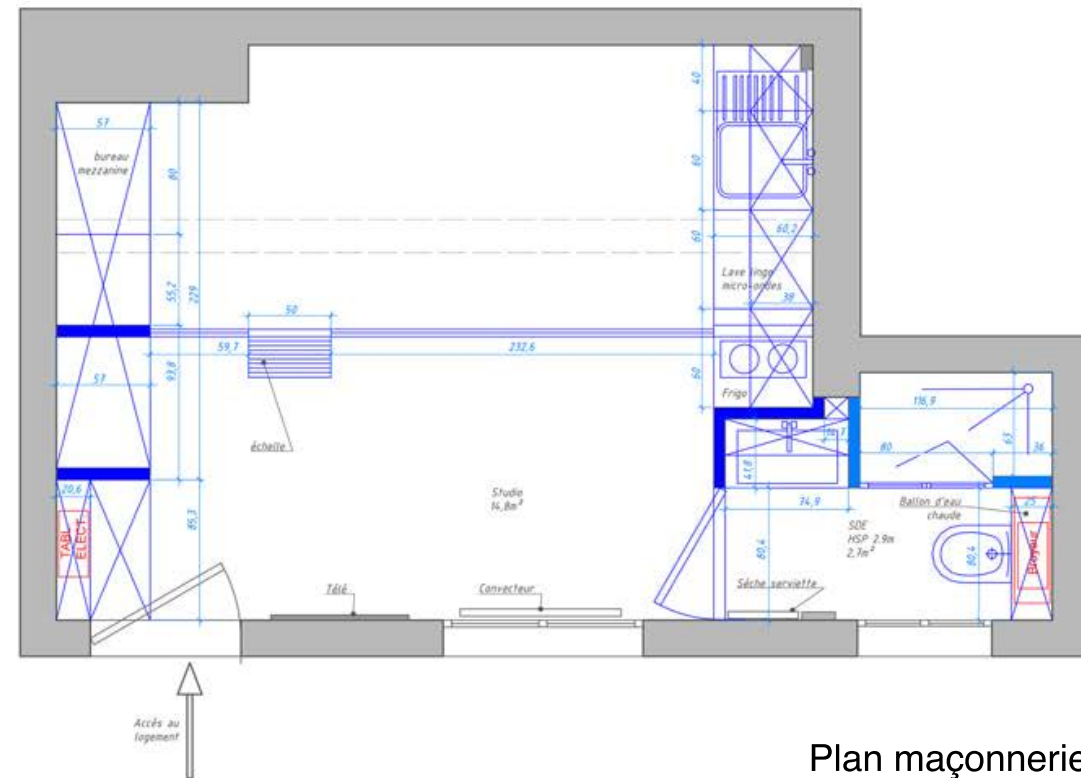 57
bureau
mezzanine
80
55,2
229
40
60
60
60,2
Lave linge
micro-ondes
38
50
59,7
232,6
60
Frigo
57
93,8
échelle
116,9
63
80
36
41,8
74,9
Studio
14,8m²
20,6
TABL
ELECT
85,3
Ballon d'eau
chaude
25
SDE
HSP 2.9m
2,7m²
80,4
80,4
Broyeur
Télé
Convecteur
Sèche serviette
Accès au
logement
Plan maçonnerie